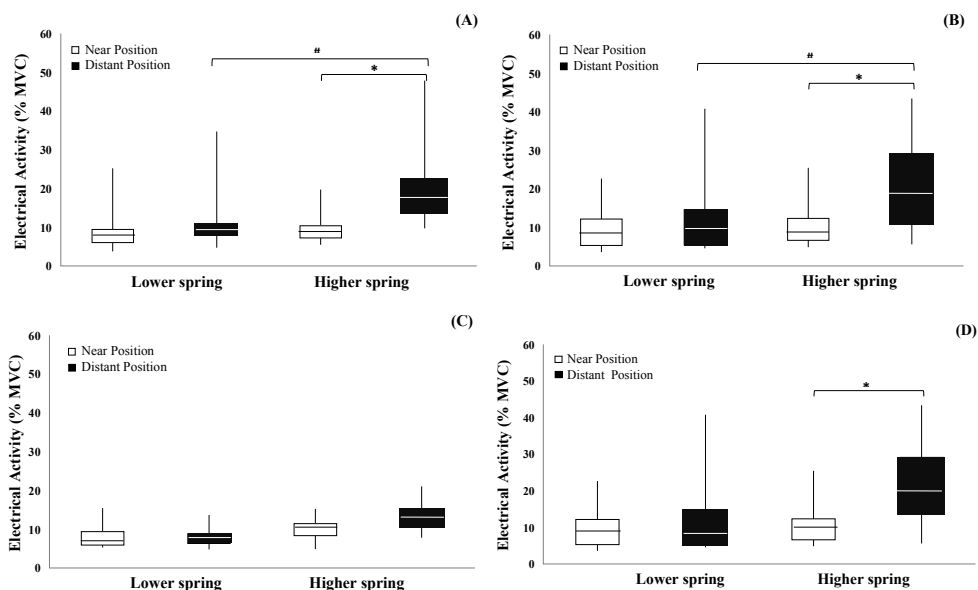 (A)
Electrical Activity (% MVC)
60
50
40
30
20
10
0
Near Position
Distant Position
#
*
Lower spring
Higher spring
(B)
Electrical Activity (% MVC)
60
50
40
30
20
10
0
Near Position
Distant Position
#
*
Lower spring
Higher spring
(C)
Electrical Activity (% MVC)
60
50
40
30
20
10
0
Near Position
Distant Position
Lower spring
Higher spring
(D)
Electrical Activity (% MVC)
60
50
40
30
20
10
0
Near Position
Distant Position
*
Lower spring
Higher spring